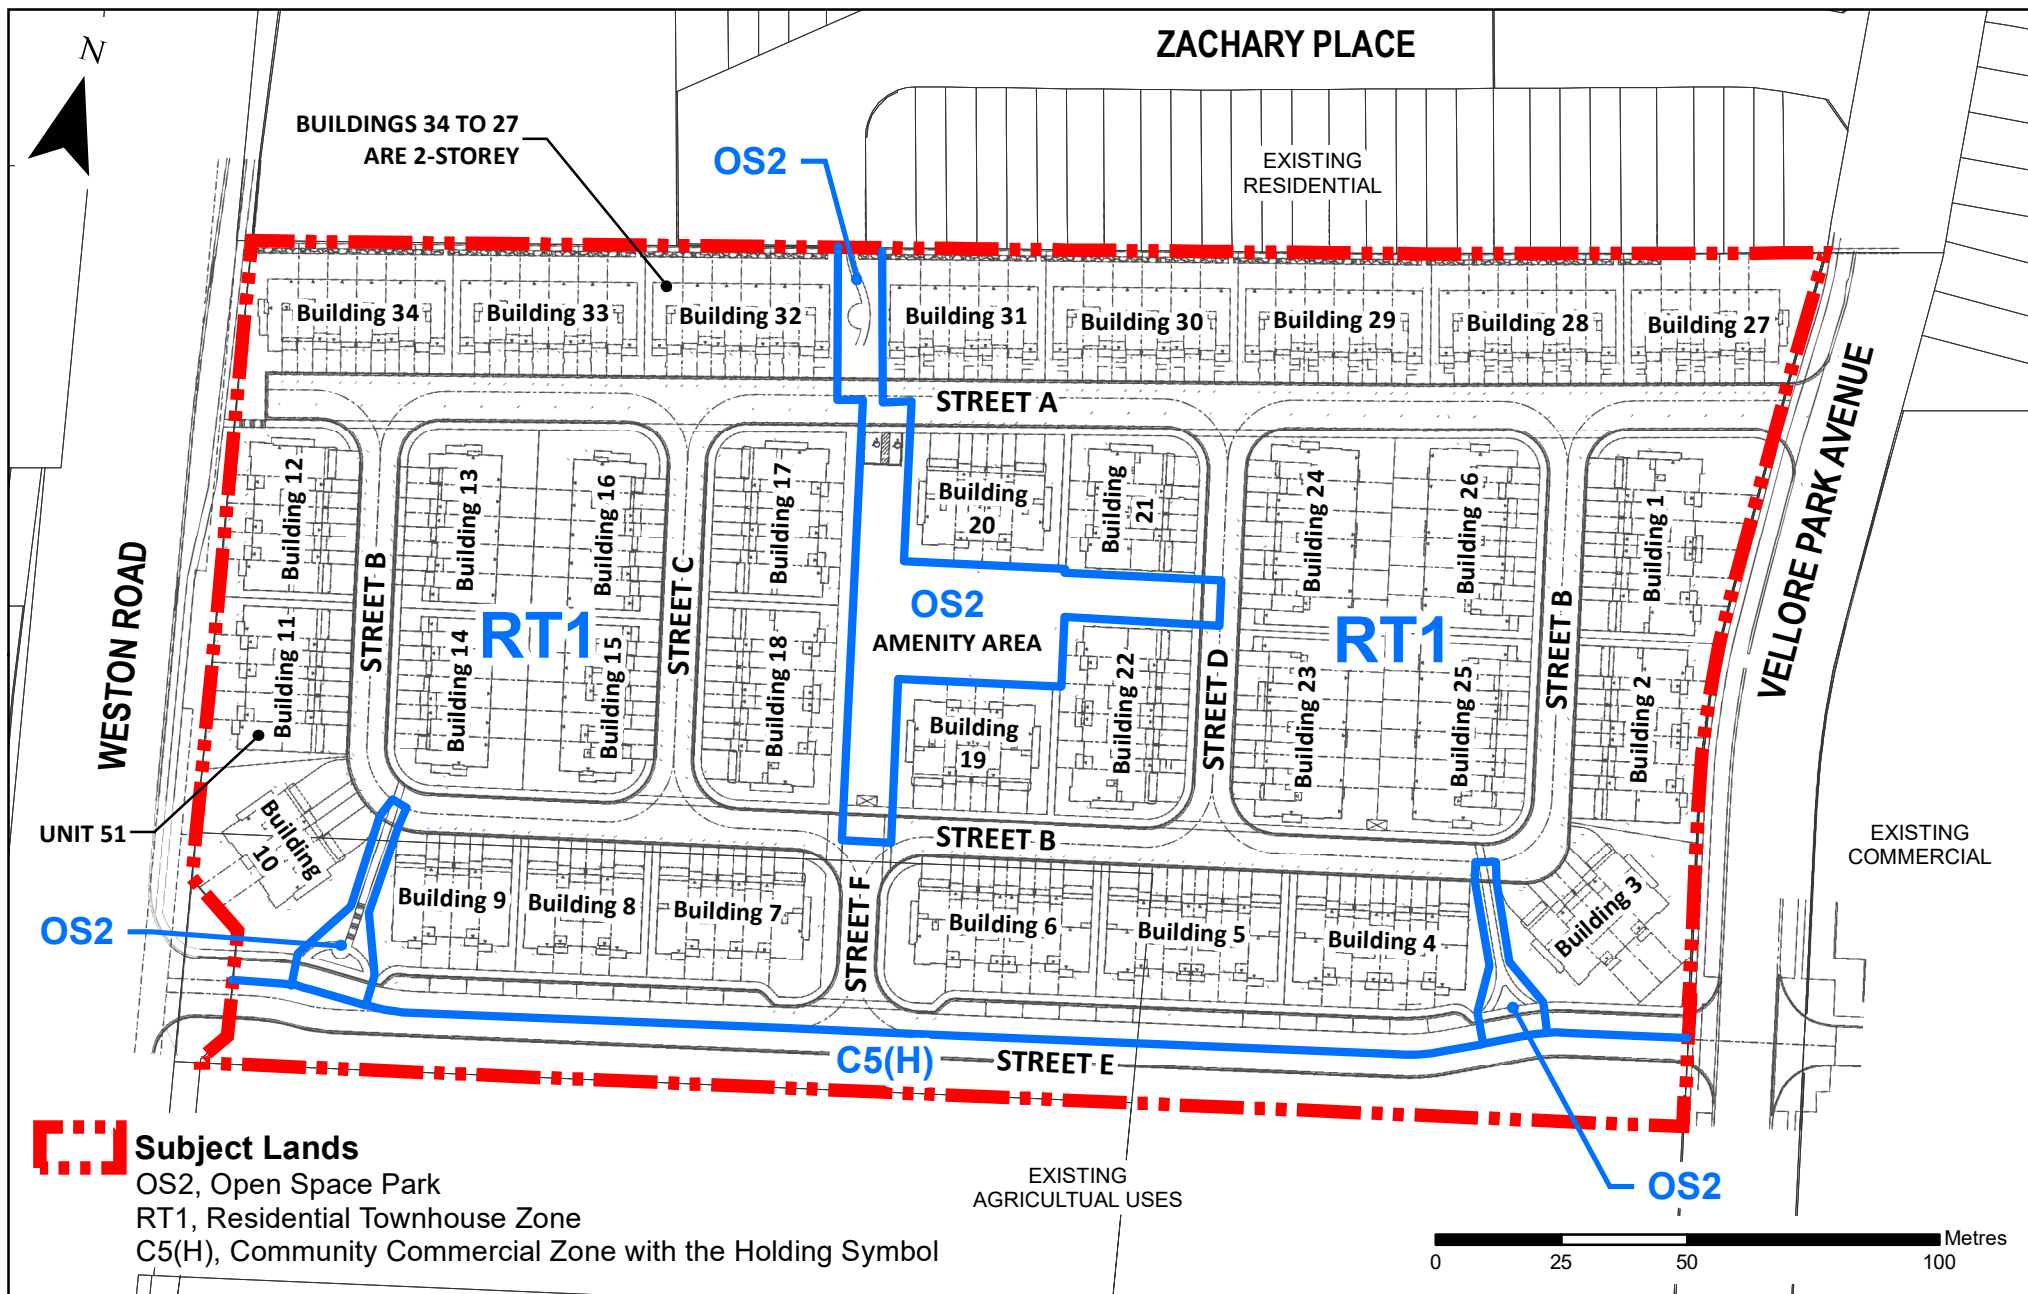 N
ZACHARY PLACE
BUILDINGS 34 TO 27
ARE 2-STOREY
OS2
EXISTING
RESIDENTIAL
Building 34
Building 33
Building 32
Building 31
Building 30
Building 29
Building 28
Building 27
STREET A
Building 12
Building 13
Building 16
Building 17
Building
20
Building
21
Building 24
Building 26
Building 1
WESTON ROAD
STREET B
STREET C
VELLORE PARK AVENUE
RT1
OS2
AMENITY AREA
RT1
STREET B
Building 11
Building 14
Building 15
Building 18
Building
19
Building 22
STREET D
Building 23
Building 25
Building 2
UNIT 51
Building
10
STREET B
EXISTING
COMMERCIAL
Building 9
Building 8
Building 7
STREET F
Building 6
Building 5
Building 4
Building 3
OS2
C5(H)
STREET E
OS2
Subject Lands
OS2, Open Space Park
RT1, Residential Townhouse Zone
C5(H), Community Commercial Zone with the Holding Symbol
EXISTING
AGRICULTUAL USES
Metres
0 25 50 100